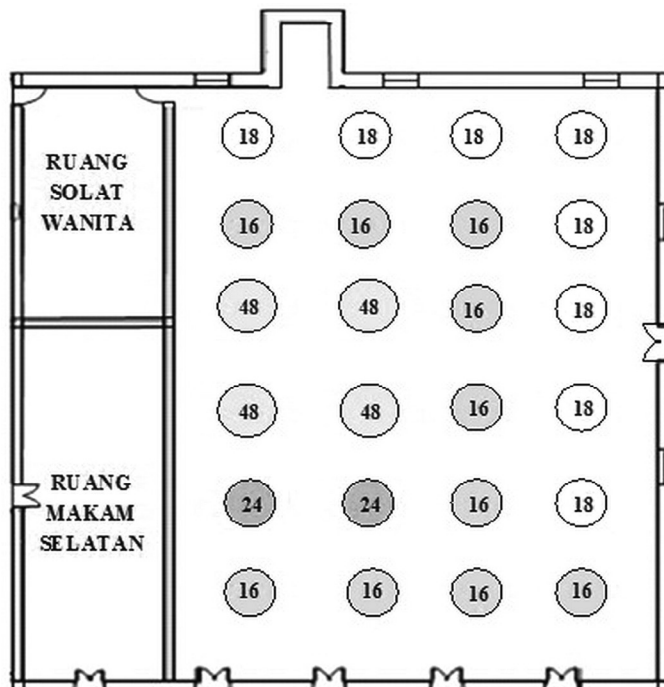 18 18 18 18
RUANG
SOLAT
WANITA
16 16 16 18
48 48 16 18
48 48 16 18
RUANG
MAKAM
SELATAN
24 24 16 18
16 16 16 16